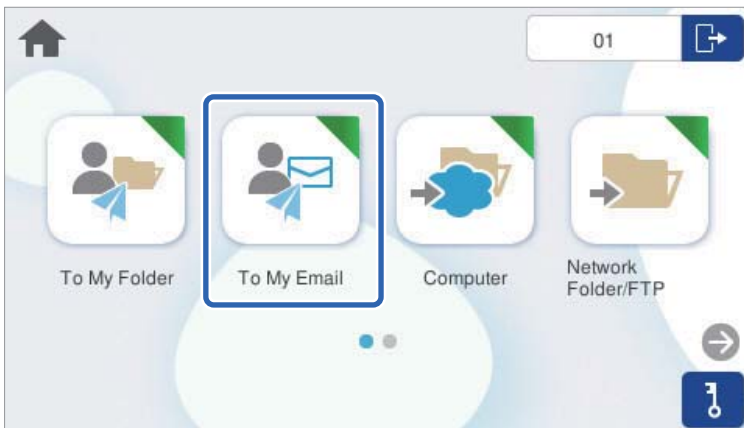 01
To My Folder
To My Email
Computer
Network
Folder/FTP